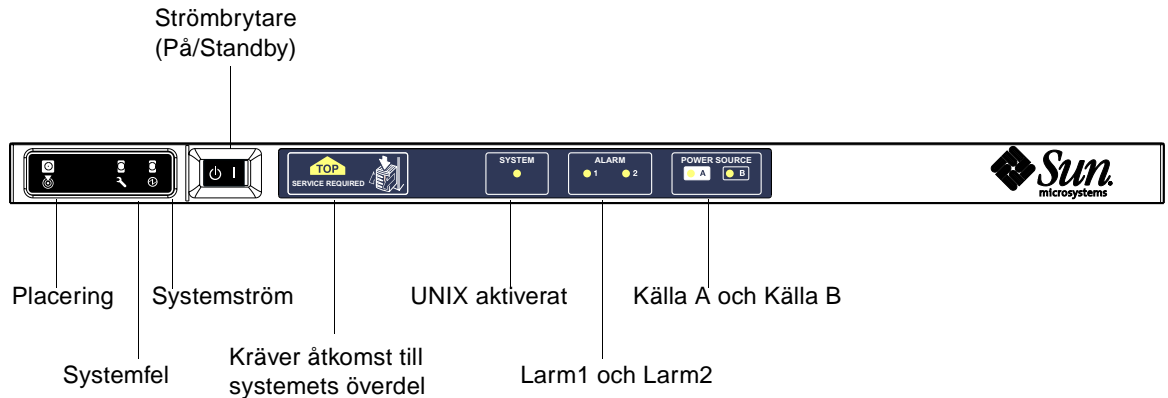 Strömbrytare
(På/Standby)
TOP
SERVICE REQUIRED
SYSTEM
ALARM
1 2
POWER SOURCE
A B
Sun.
microsystems
Placering
Systemström
UNIX aktiverat
Källa A och Källa B
Systemfel
Kräver åtkomst till
systemets överdel
Larm1 och Larm2